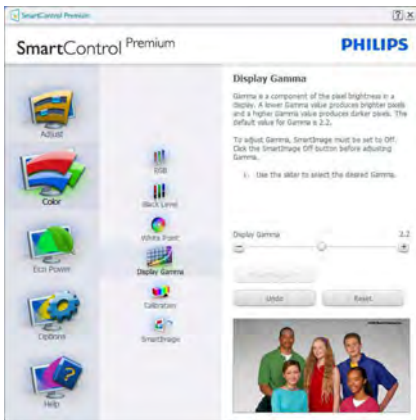 SmartControl Premium
SmartControl Premium
PHILIPS
Adjust
Color
Eco Power
Options
Help
RGB
Black Level
White Point
Display Gamma
Calibration
SmartImage
Display Gamma
Gamma is a component of the pixel brightness in a
display. A lower Gamma value produces brighter pixels
and a higher Gamma value produces darker pixels. The
default value for Gamma is 2.2.
To adjust Gamma, SmartImage must be set to Off.
Click the SmartImage Off button before adjusting
Gamma.
1. Use the slider to select the desired Gamma.
Display Gamma 2.2
Undo Reset